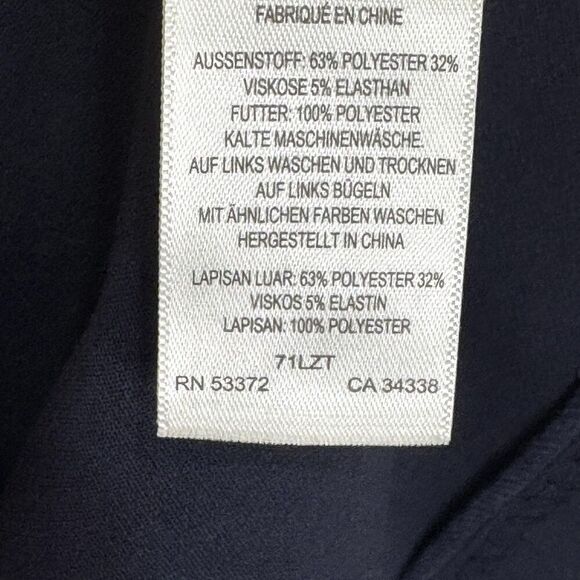 FABRIQUÉ EN CHINE
AUSSENSTOFF: 63% POLYESTER 32%
VISKOSE 5% ELASTHAN
FUTTER: 100% POLYESTER
KALTE MASCHINENWÄSCHE.
AUF LINKS WASCHEN UND TROCKNEN
AUF LINKS BÜGELN
MIT ÄHNLICHEN FARBEN WASCHEN
HERGESTELLT IN CHINA
LAPISAN LUAR: 63% POLYESTER 32%
VISKOS 5% ELASTIN
LAPISAN: 100% POLYESTER
71LZT
RN 53372 CA 34338